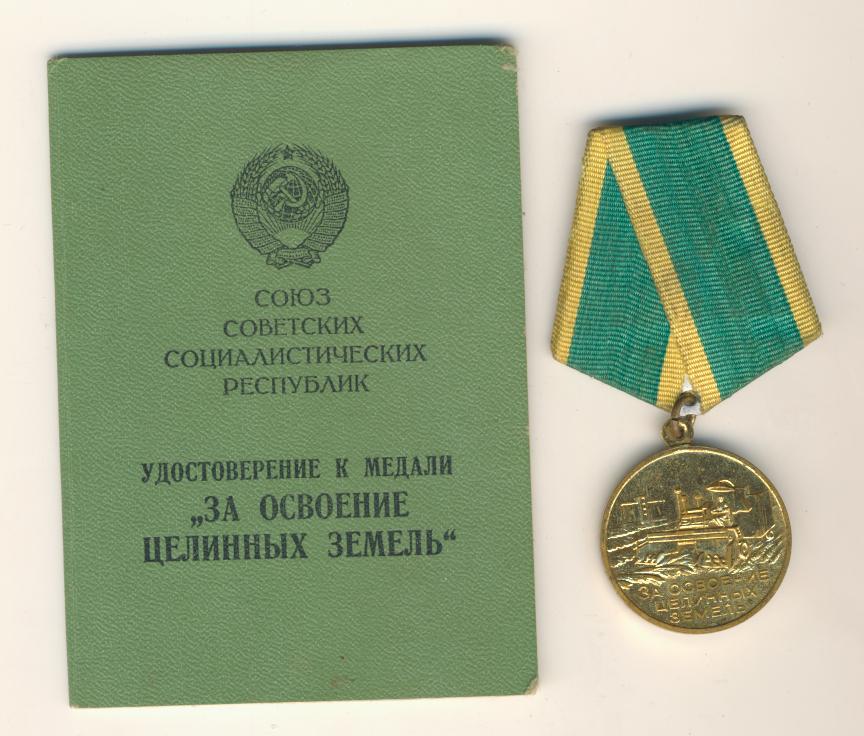 СОЮЗ
СОВЕТСКИХ
СОЦИАЛИСТИЧЕСКИХ
РЕСПУБЛИК
УДОСТОВЕРЕНИЕ К МЕДАЛИ
„ЗА ОСВОЕНИЕ
ЦЕЛИННЫХ ЗЕМЕЛЬ“
ЗА ОСВОЕНИЕ
ЦЕЛИННЫХ
ЗЕМЕЛЬ